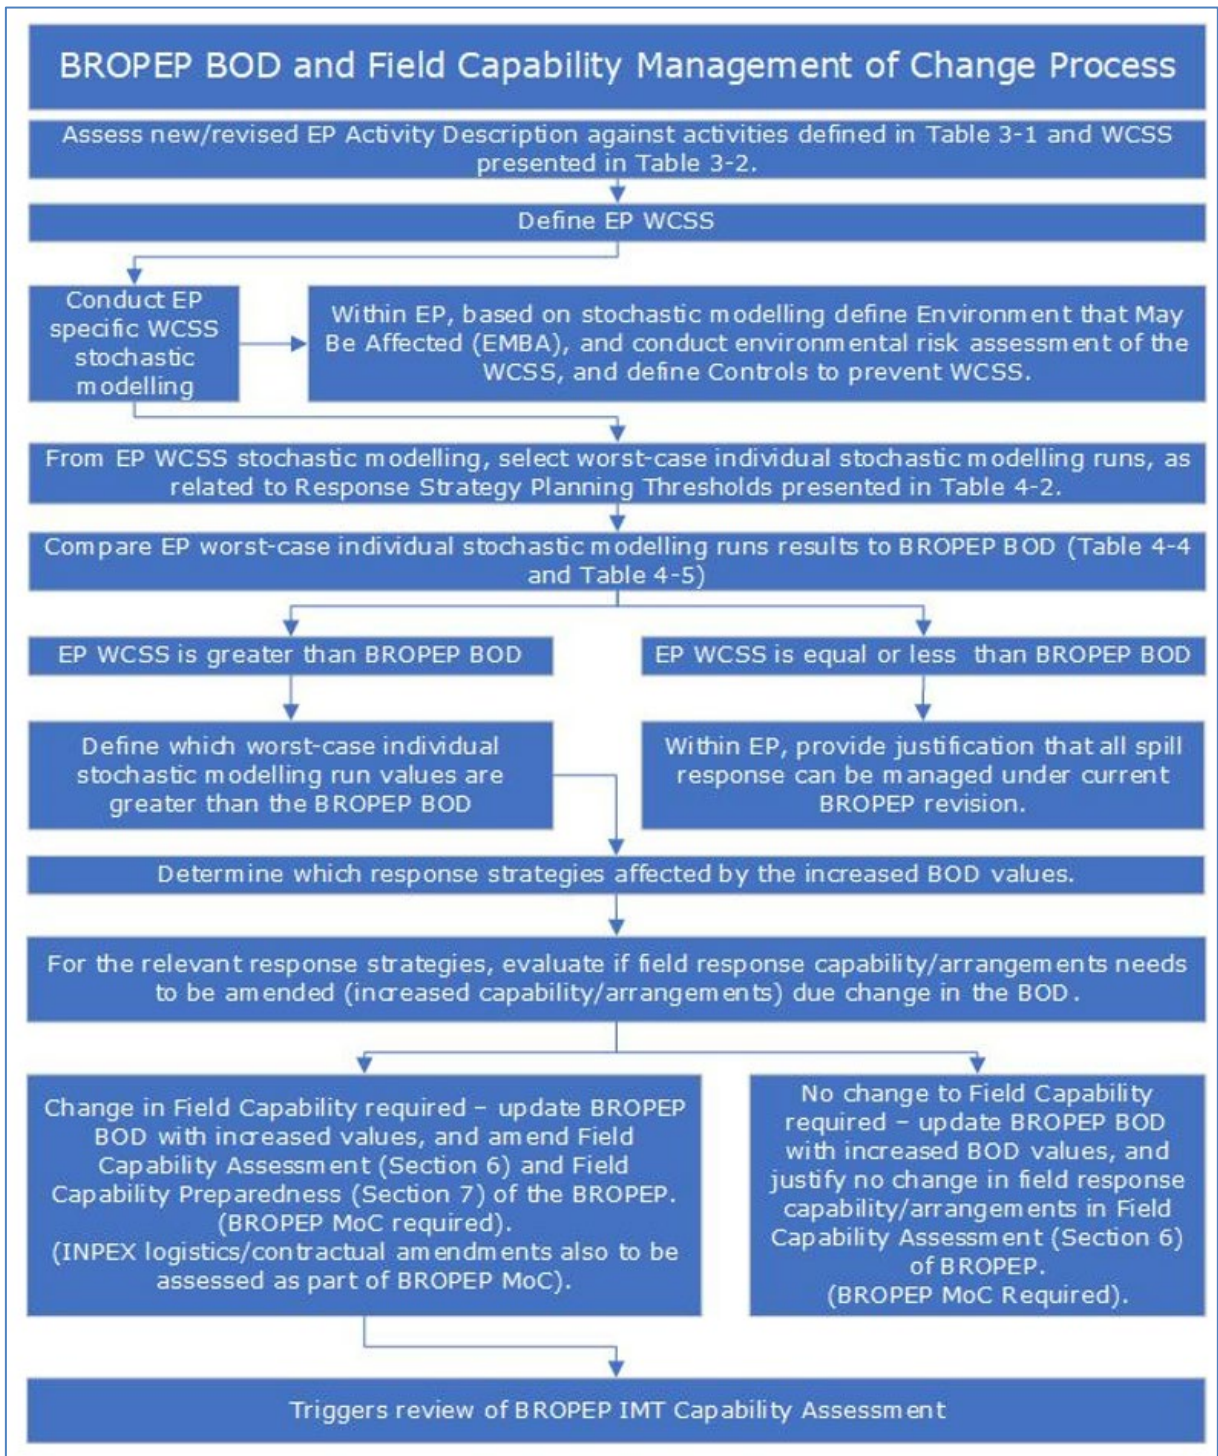 BROPEP BOD and Field Capability Management of Change Process
Assess new/revised EP Activity Description against activities defined in Table 3-1 and WCSS
presented in Table 3-2.
Define EP WCSS
Conduct EP
specific WCSS
stochastic
modelling
Within EP, based on stochastic modelling define Environment that May
Be Affected (EMBA), and conduct environmental risk assessment of the
WCSS, and define Controls to prevent WCSS.
From EP WCSS stochastic modelling, select worst-case individual stochastic modelling runs, as
related to Response Strategy Planning Thresholds presented in Table 4-2.
Compare EP worst-case individual stochastic modelling runs results to BROPEP BOD (Table 4-4
and Table 4-5)
EP WCSS is greater than BROPEP BOD
EP WCSS is equal or less than BROPEP BOD
Define which worst-case individual
stochastic modelling run values are
greater than the BROPEP BOD
Within EP, provide justification that all spill
response can be managed under current
BROPEP revision.
Determine which response strategies affected by the increased BOD values.
For the relevant response strategies, evaluate if field response capability/arrangements needs
to be amended (increased capability/arrangements) due change in the BOD.
Change in Field Capability required – update BROPEP
BOD with increased values, and amend Field
Capability Assessment (Section 6) and Field
Capability Preparedness (Section 7) of the BROPEP.
(BROPEP MoC required).
(INPEX logistics/contractual amendments also to be
assessed as part of BROPEP MoC).
No change to Field Capability
required – update BROPEP BOD
with increased BOD values, and
justify no change in field response
capability/arrangements in Field
Capability Assessment (Section 6)
of BROPEP.
(BROPEP MoC Required).
Triggers review of BROPEP IMT Capability Assessment